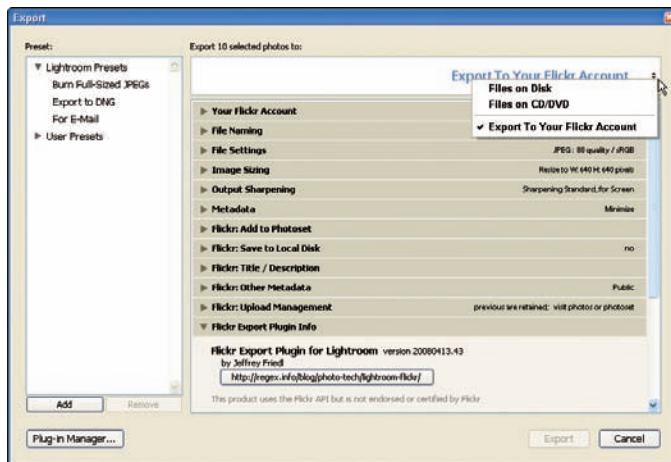 Export
Preset:
Lightroom Presets
Burn Full-Sized JPEGs
Export to DNG
For E-Mail
User Presets
Add
Remove
Plug-in Manager...
Export 10 selected photos to:
Export To Your Flickr Account
Files on Disk
Files on CD/DVD
✓ Export To Your Flickr Account
Your Flickr Account
File Naming
File Settings JPEG: 80 quality / sRGB
Image Sizing Resize to W: 640 H: 640 pixels
Output Sharpening Sharpening Standard, for Screen
Metadata Minimize
Flickr: Add to Photoset
Flickr: Save to Local Disk no
Flickr: Title / Description
Flickr: Other Metadata Public
Flickr: Upload Management previous are retained; visit photos or photoset
Flickr Export Plugin Info
Flickr Export Plugin for Lightroom version 20080413.43
by Jeffrey Friedl
http://regex.info/blog/photo-tech/lightroom-flickr/
This product uses the Flickr API but is not endorsed or certified by Flickr
Export
Cancel